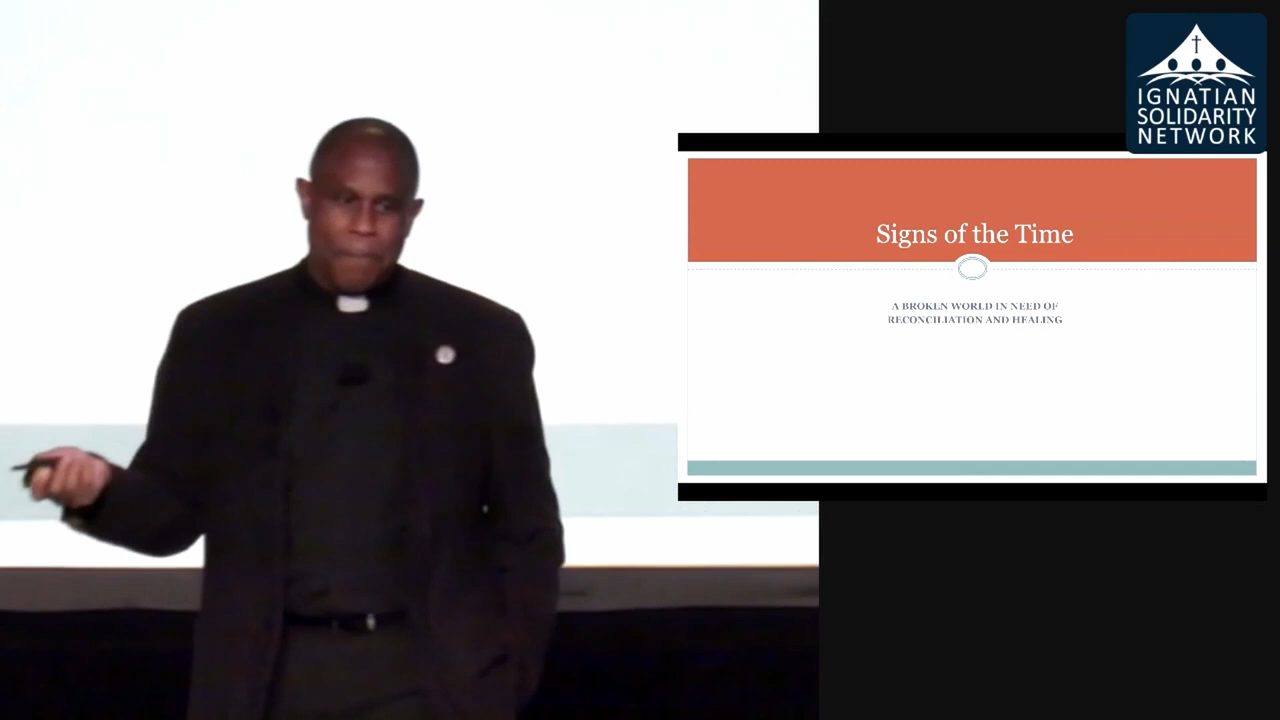 IGNATIAN
SOLIDARITY
NETWORK
Signs of the Time
A BROKEN WORLD IN NEED OF
RECONCILIATION AND HEALING